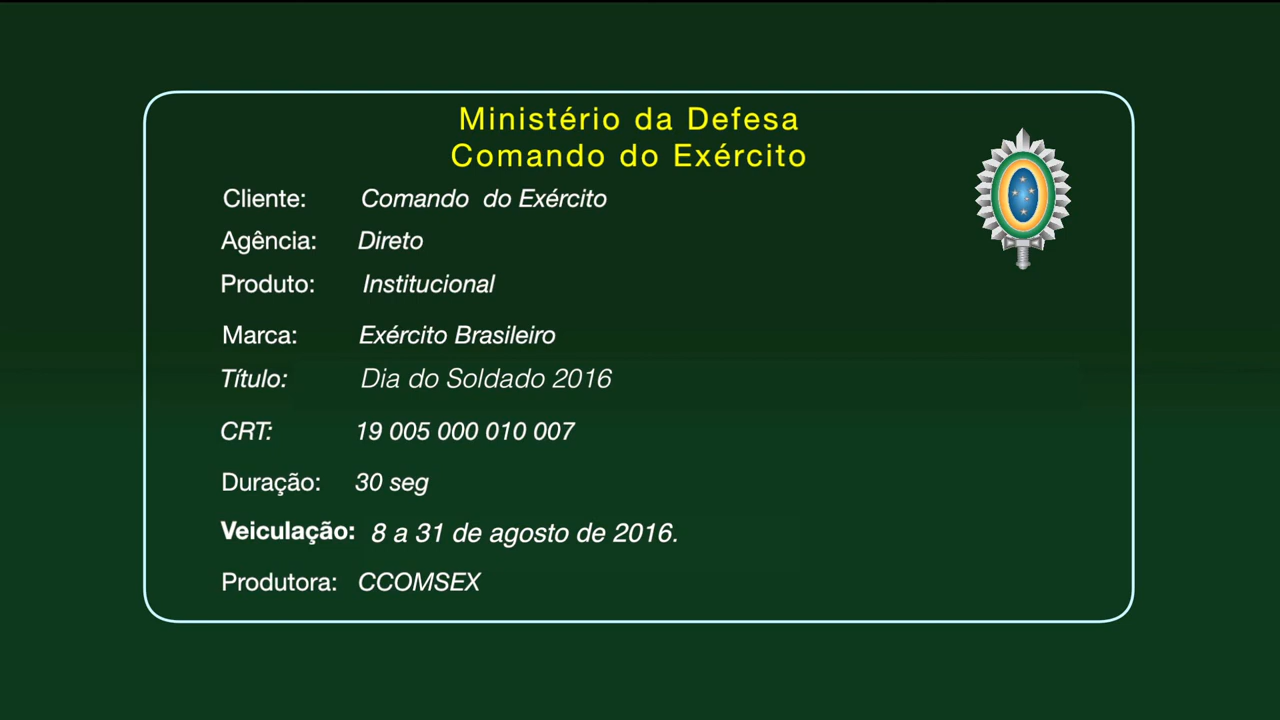 Ministério da Defesa
Comando do Exército
Cliente: Comando do Exército
Agência: Direto
Produto: Institucional
Marca: Exército Brasileiro
Título: Dia do Soldado 2016
CRT: 19 005 000 010 007
Duração: 30 seg
Veiculação: 8 a 31 de agosto de 2016.
Produtora: CCOMSEX